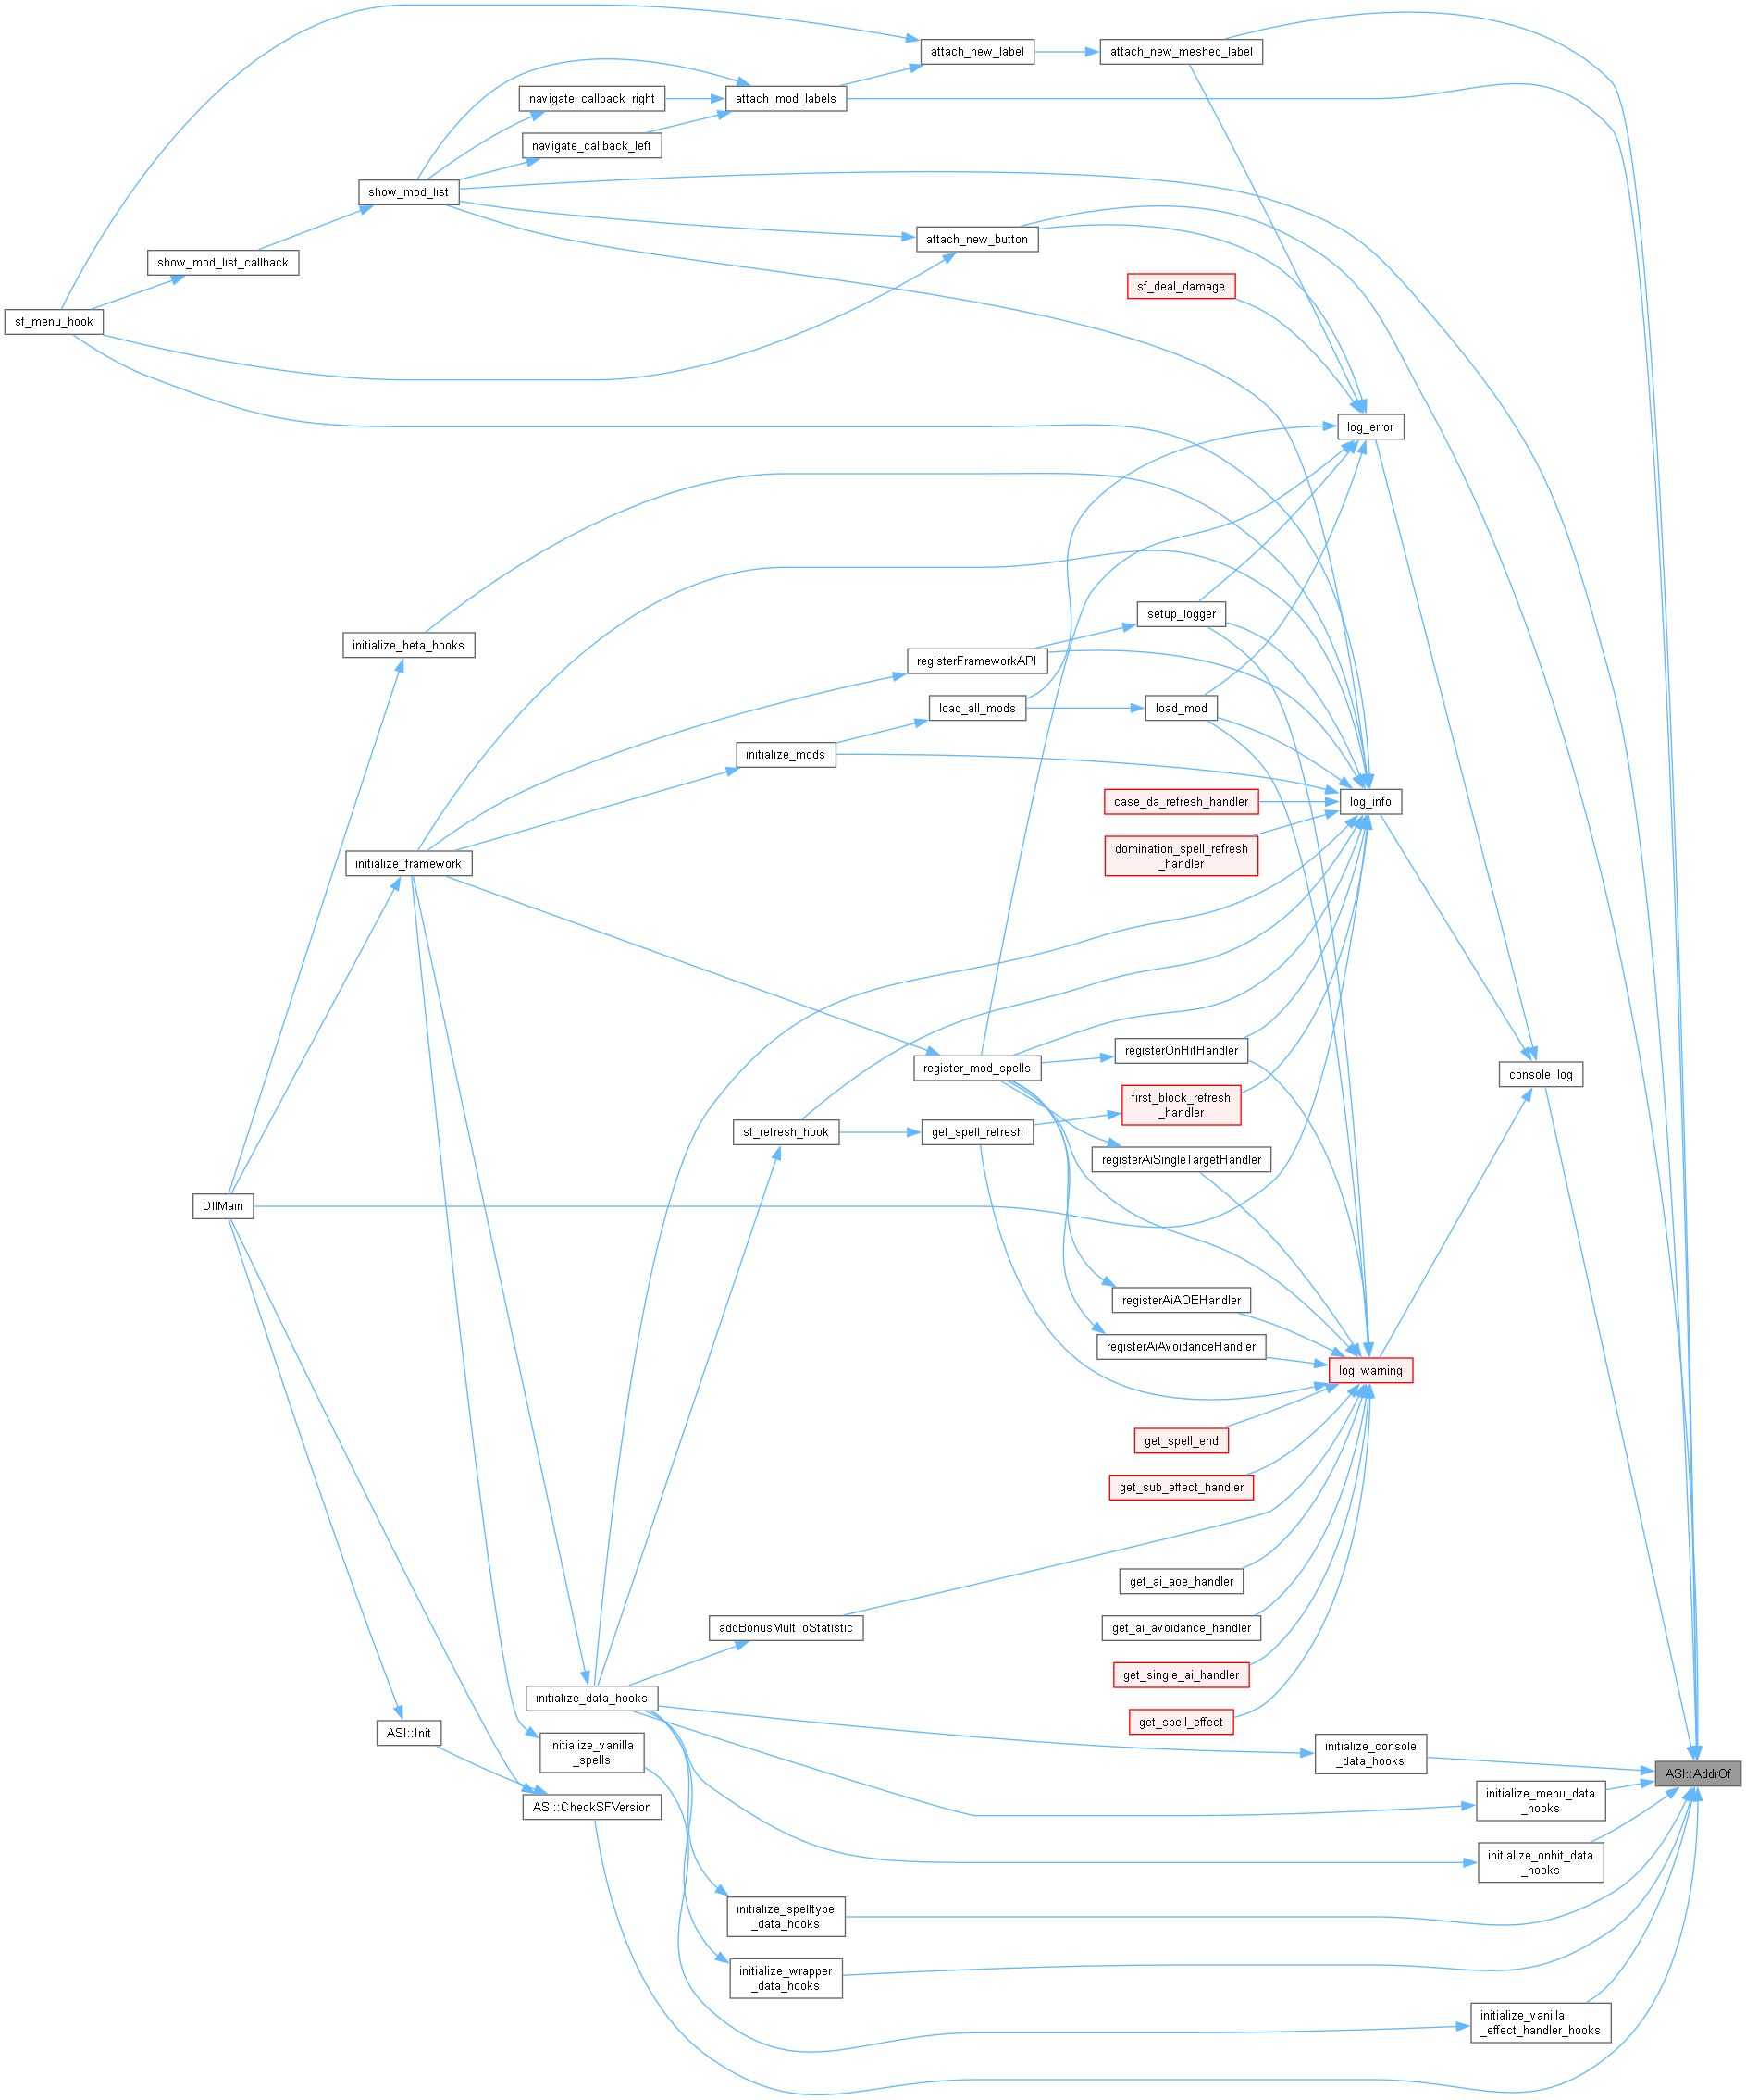 attach_new_label
attach_new_meshed_label
navigate_callback_right
attach_mod_labels
navigate_callback_left
show_mod_list
attach_new_button
show_mod_list_callback
sf_deal_damage
sf_menu_hook
log_error
setup_logger
initialize_beta_hooks
registerFrameworkAPI
load_all_mods
load_mod
initialize_mods
case_da_refresh_handler
log_info
domination_spell_refresh
_handler
initialize_framework
registerOnHitHandler
register_mod_spells
console_log
first_block_refresh
_handler
sf_refresh_hook
get_spell_refresh
registerAiSingleTargetHandler
DllMain
registerAiAOEHandler
registerAiAvoidanceHandler
log_warning
get_spell_end
get_sub_effect_handler
get_ai_aoe_handler
addBonusMultToStatistic
get_ai_avoidance_handler
get_single_ai_handler
initialize_data_hooks
get_spell_effect
ASI::Init
initialize_vanilla
_spells
initialize_console
_data_hooks
ASI::AddrOf
ASI::CheckSFVersion
initialize_menu_data
_hooks
initialize_onhit_data
_hooks
initialize_spelltype
_data_hooks
initialize_wrapper
_data_hooks
initialize_vanilla
_effect_handler_hooks